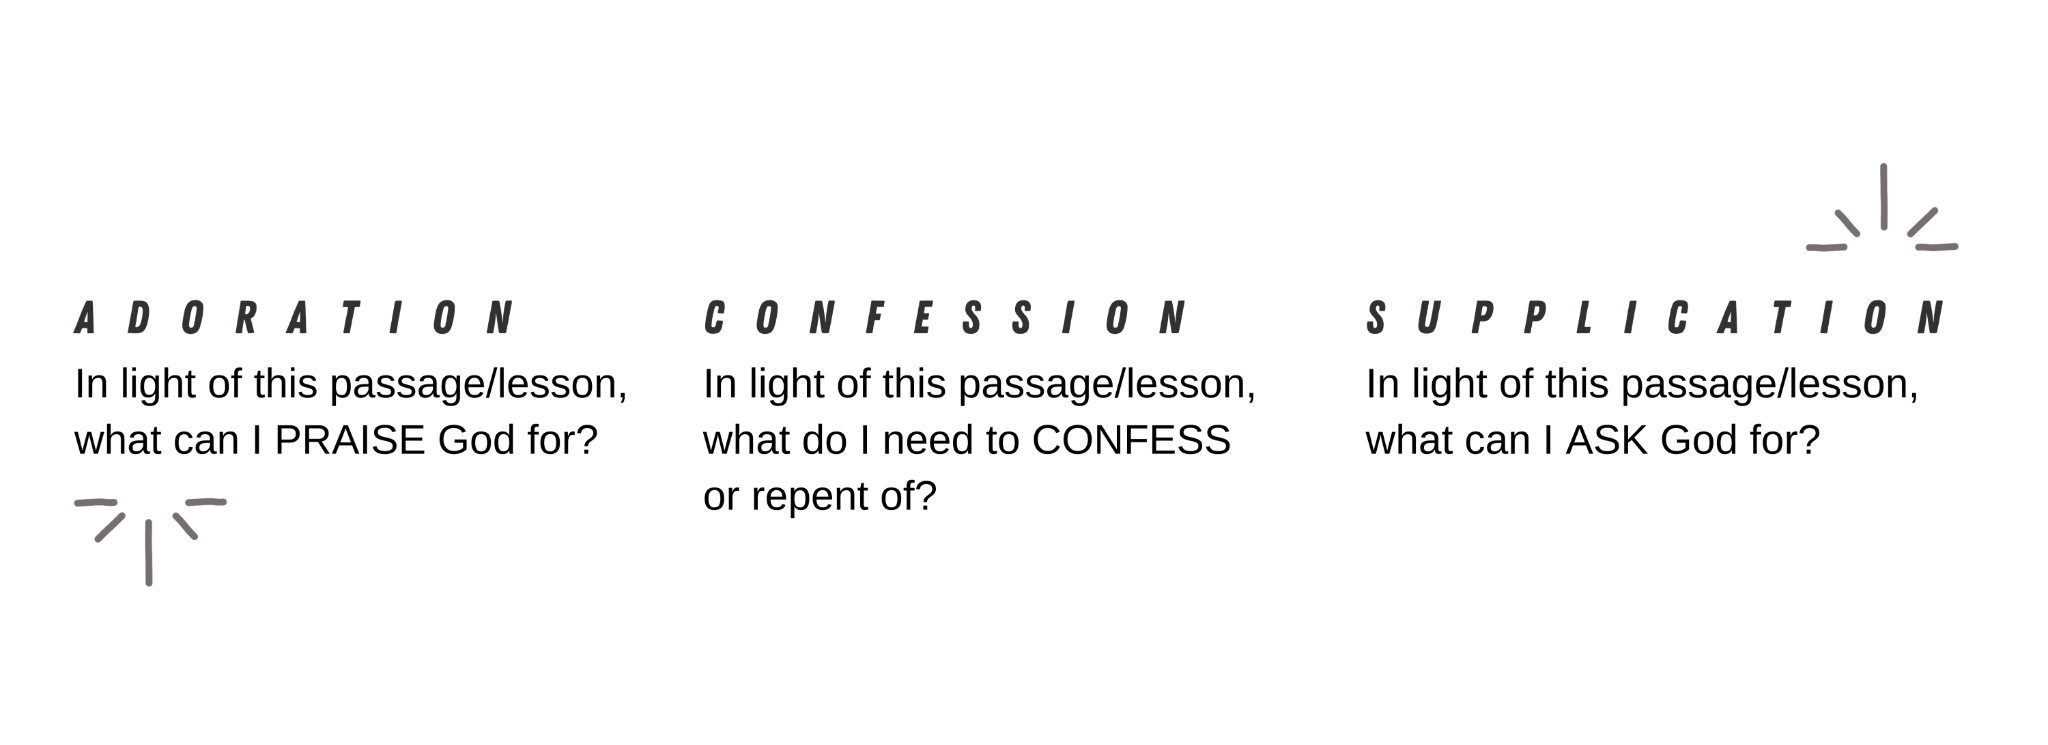 ADORATION
In light of this passage/lesson,
what can I PRAISE God for?
CONFESSION
In light of this passage/lesson,
what do I need to CONFESS
or repent of?
SUPPLICATION
In light of this passage/lesson,
what can I ASK God for?